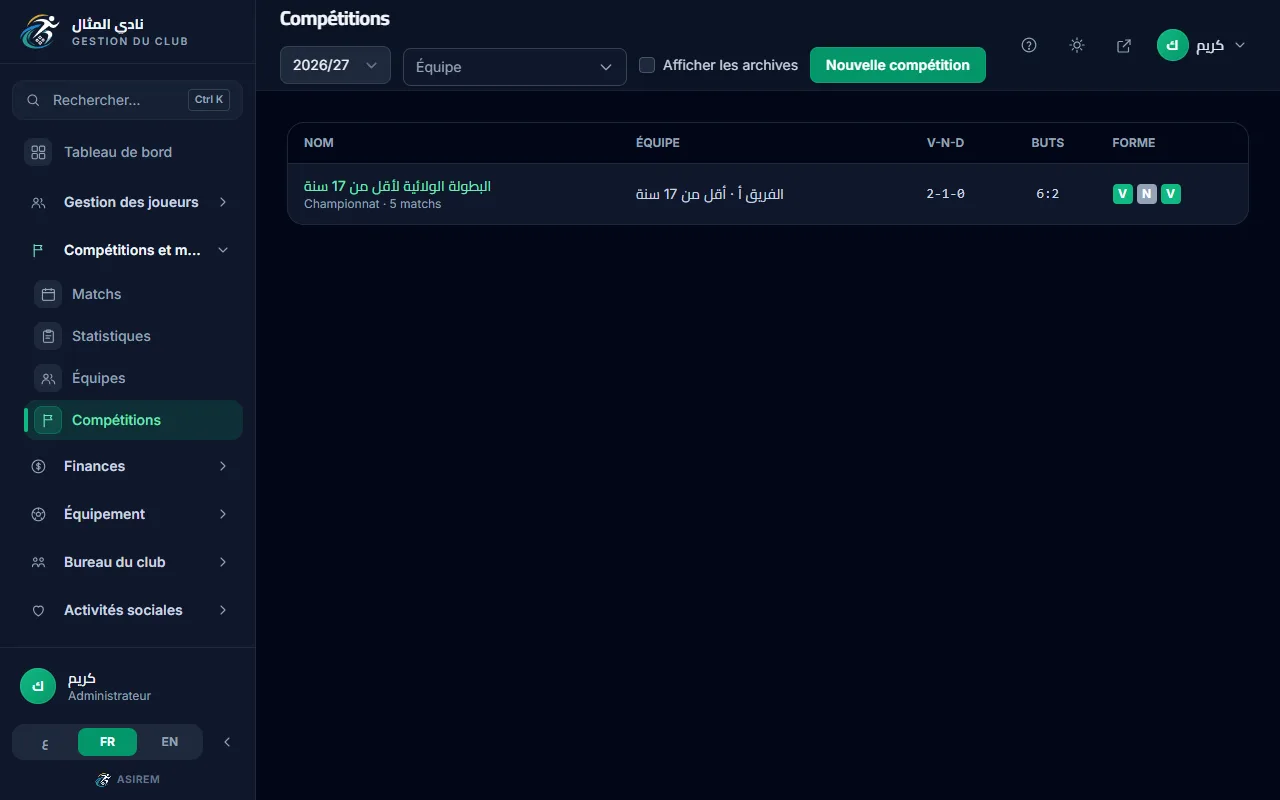 نادي المثال
GESTION DU CLUB
Rechercher... Ctrl K
Tableau de bord
Gestion des joueurs
Compétitions et m...
Matchs
Statistiques
Équipes
Compétitions
Finances
Équipement
Bureau du club
Activités sociales
ك
كريم
Administrateur
ع FR EN
ASIREM
Compétitions
2026/27 Équipe Afficher les archives Nouvelle compétition
ك كريم
NOM ÉQUIPE V-N-D BUTS FORME
البطولة الولائية لأقل من 17 سنة
Championnat · 5 matchs
الفريق أ · أقل من 17 سنة
2-1-0 6:2 V N V